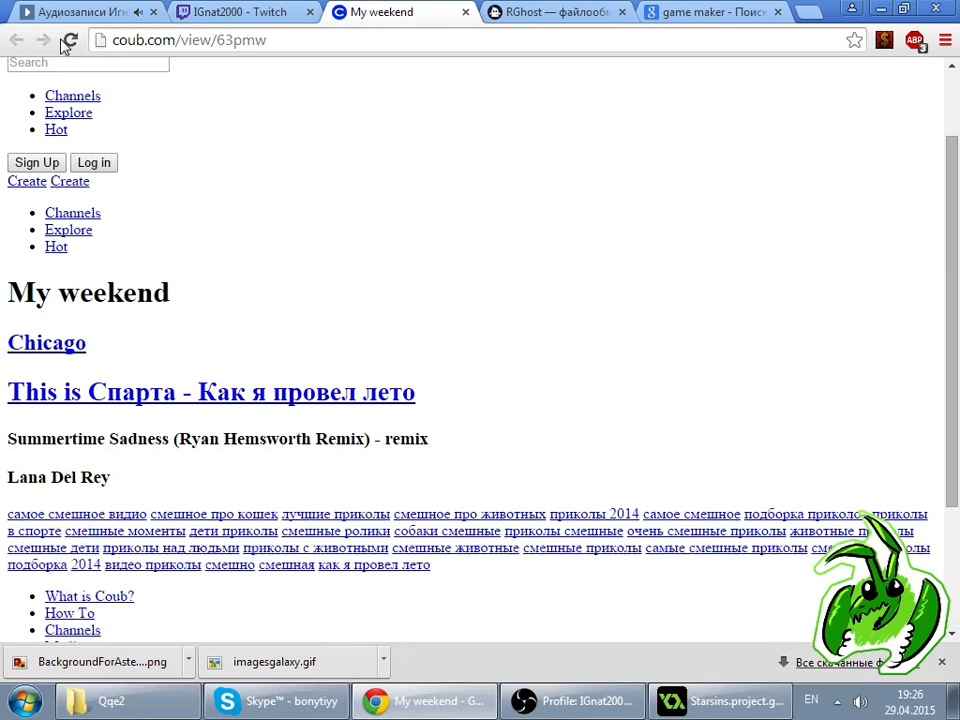 Аудиозаписи Игн
IGnat2000 - Twitch
My weekend
RGhost — файлообм
game maker - Поиск
coub.com/view/63pmw
ABP
3
Search
Channels
Explore
Hot
Sign Up Log in
Create Create
Channels
Explore
Hot
My weekend
Chicago
This is Спарта - Как я провел лето
Summertime Sadness (Ryan Hemsworth Remix) - remix
Lana Del Rey
самое смешное видио смешное про кошек лучшие приколы смешное про животных приколы 2014 самое смешное подборка приколов приколы
в спорте смешные моменты дети приколы смешные ролики собаки смешные приколы смешные очень смешные приколы животные приколы
смешные дети приколы над людьми приколы с животными смешные животные смешные приколы самые смешные приколы
подборка 2014 видео приколы смешно смешная как я провел лето
What is Coub?
How To
Channels
BackgroundForAste....png
imagesgalaxy.gif
Все скачанные
Qqe2
Skype™ - bonytiyy
My weekend - G...
Profile: IGnat200...
Starsins.project.g...
EN
19:26
29.04.2015